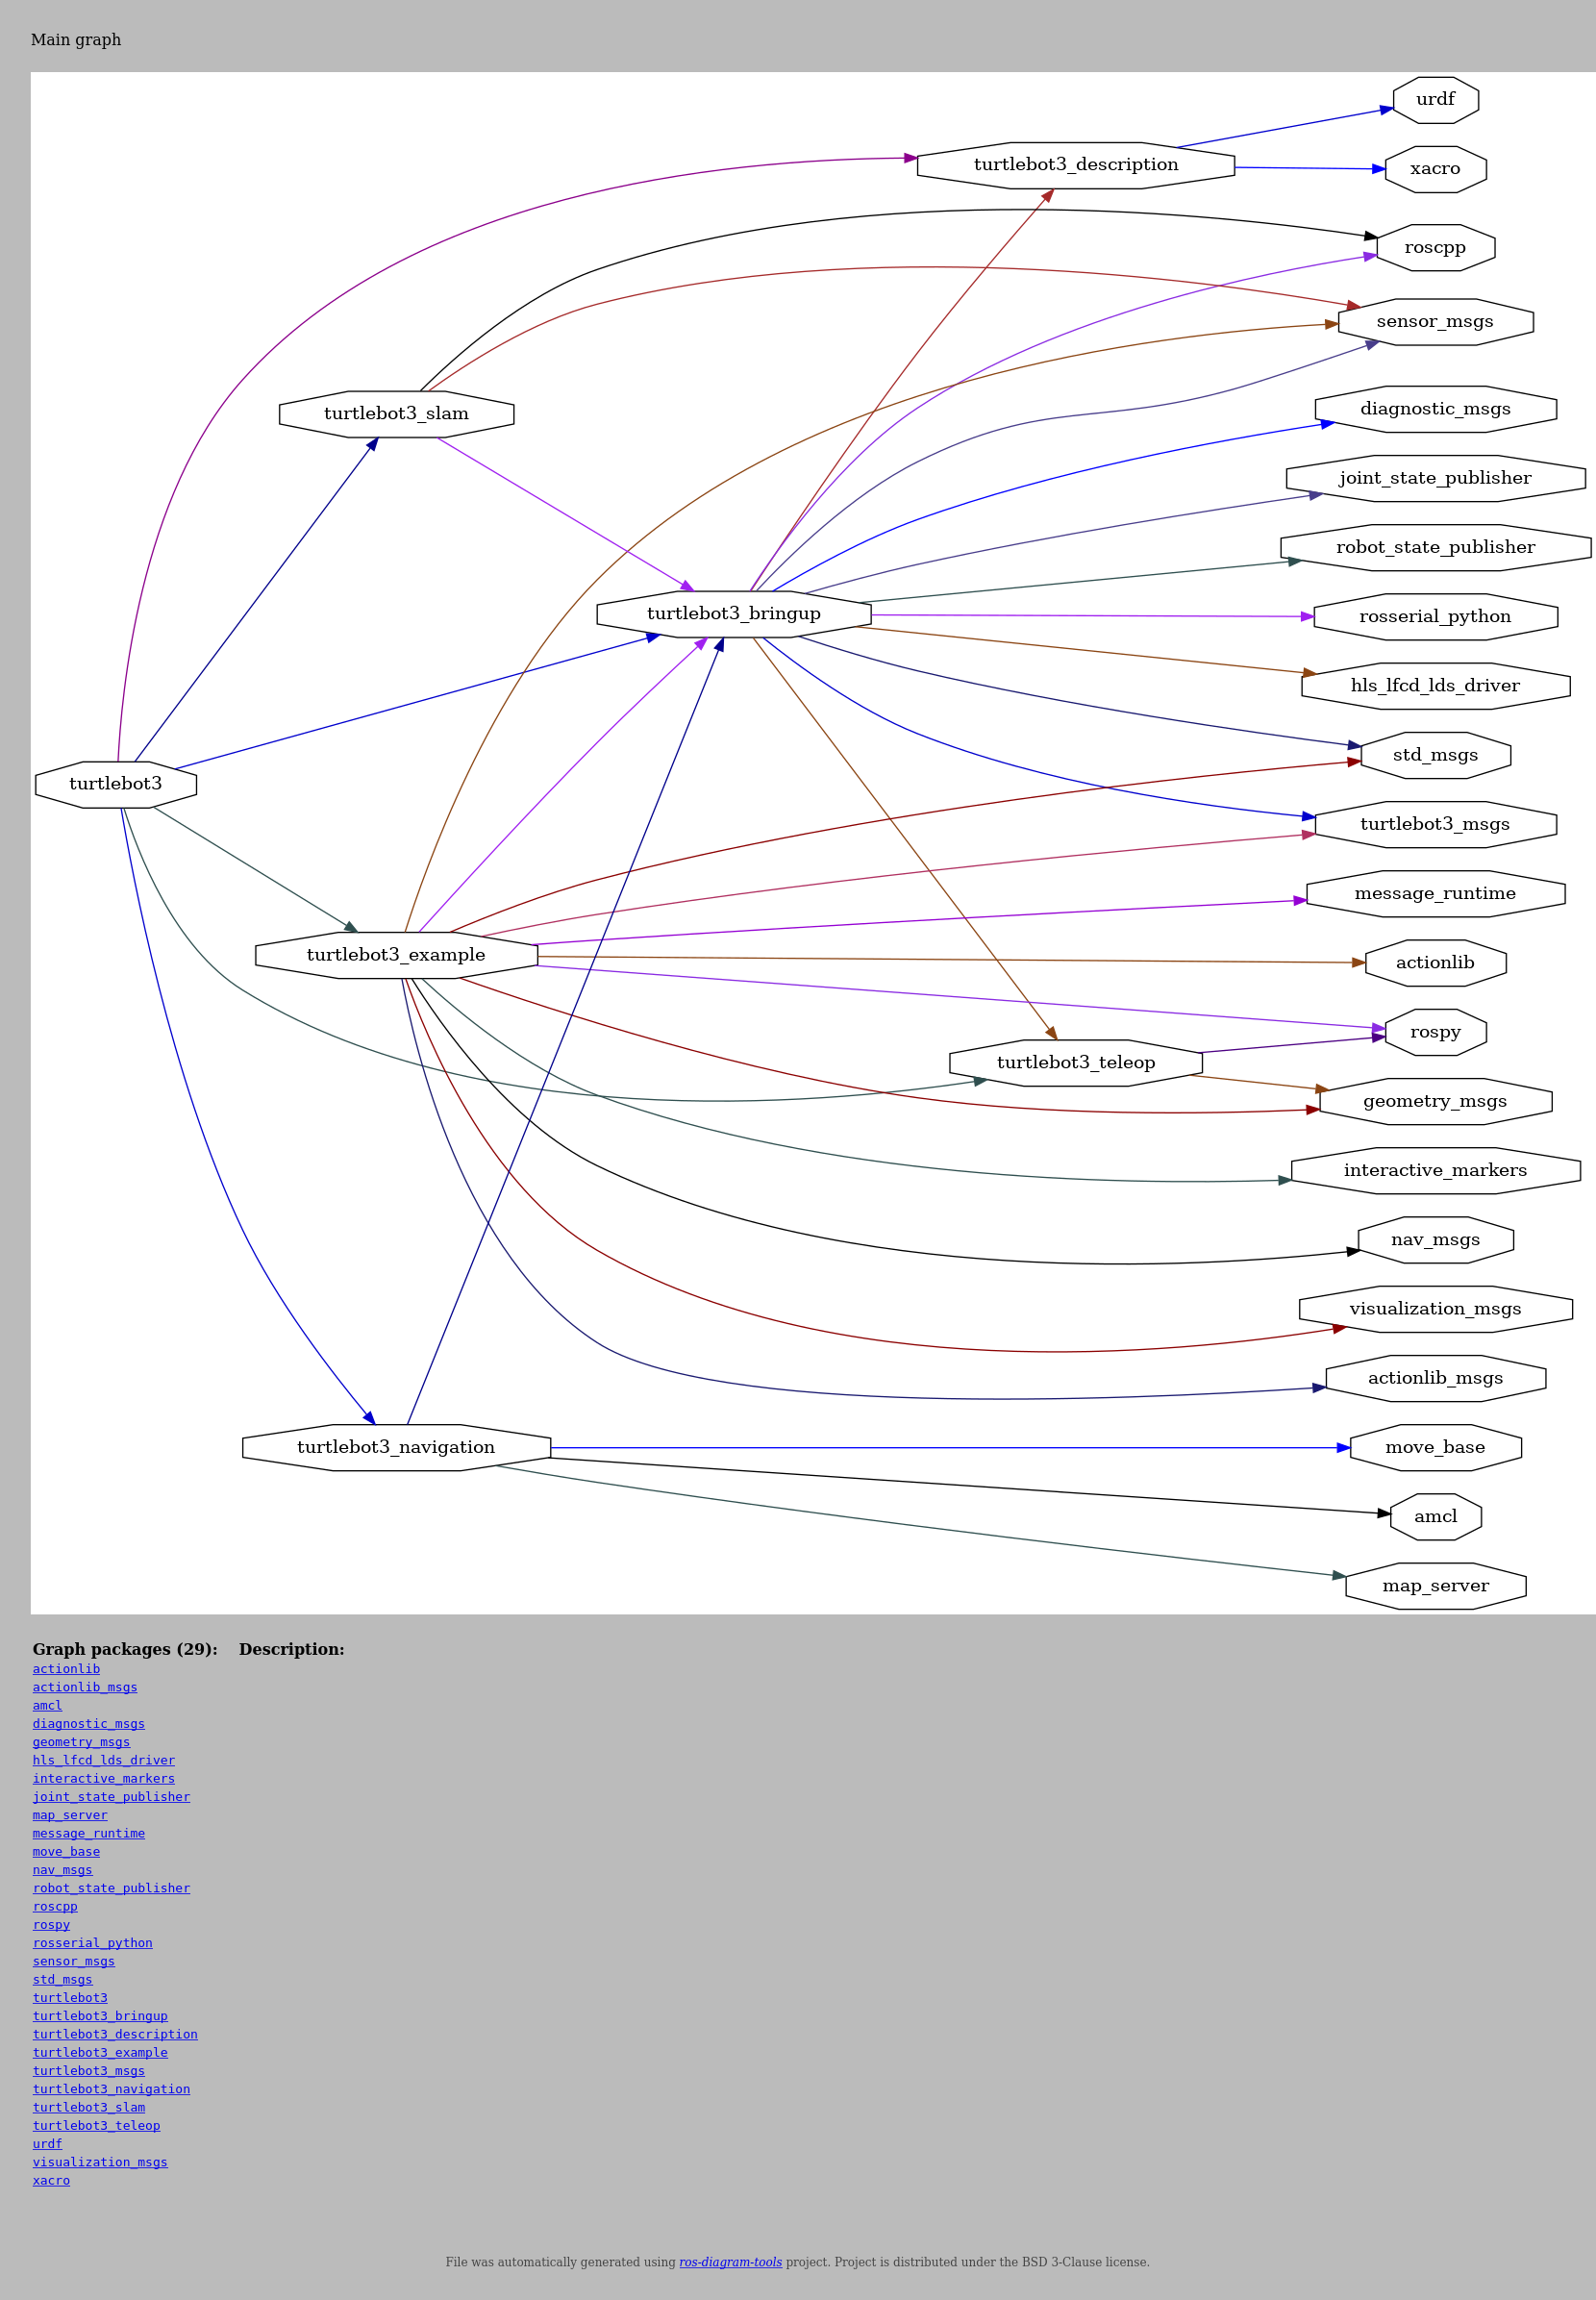 Main graph
urdf
turtlebot3_description
xacro
roscpp
sensor_msgs
turtlebot3_slam
diagnostic_msgs
joint_state_publisher
robot_state_publisher
turtlebot3_bringup
rosserial_python
hls_lfcd_lds_driver
std_msgs
turtlebot3
turtlebot3_msgs
message_runtime
turtlebot3_example
actionlib
rospy
turtlebot3_teleop
geometry_msgs
interactive_markers
nav_msgs
visualization_msgs
actionlib_msgs
turtlebot3_navigation
move_base
amcl
map_server
Graph packages (29): Description:
actionlib
actionlib_msgs
amcl
diagnostic_msgs
geometry_msgs
hls_lfcd_lds_driver
interactive_markers
joint_state_publisher
map_server
message_runtime
move_base
nav_msgs
robot_state_publisher
roscpp
rospy
rosserial_python
sensor_msgs
std_msgs
turtlebot3
turtlebot3_bringup
turtlebot3_description
turtlebot3_example
turtlebot3_msgs
turtlebot3_navigation
turtlebot3_slam
turtlebot3_teleop
urdf
visualization_msgs
xacro
File was automatically generated using ros-diagram-tools project. Project is distributed under the BSD 3-Clause license.